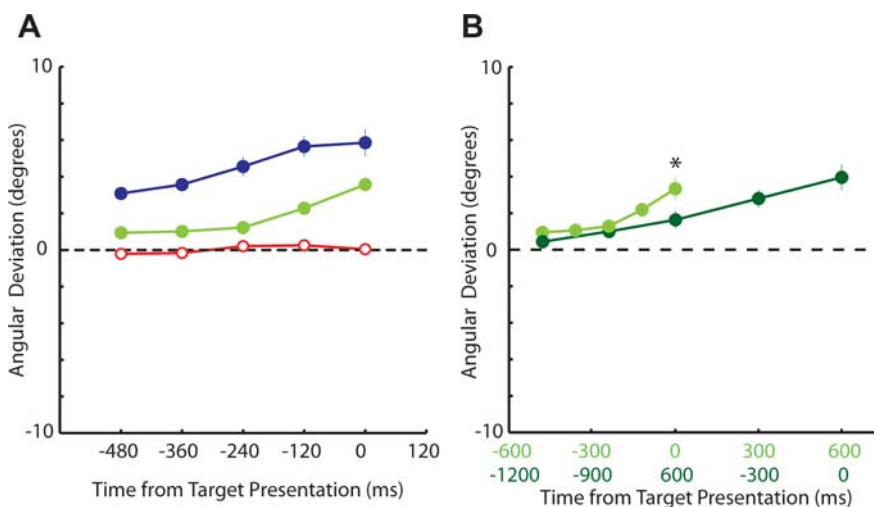 A
B
10
0
-10
Angular Deviation (degrees)
-480 -360 -240 -120 0 120
Time from Target Presentation (ms)
10
0
-10
Angular Deviation (degrees)
*
-600 -300 0 300 600
-1200 -900 600 -300 0
Time from Target Presentation (ms)